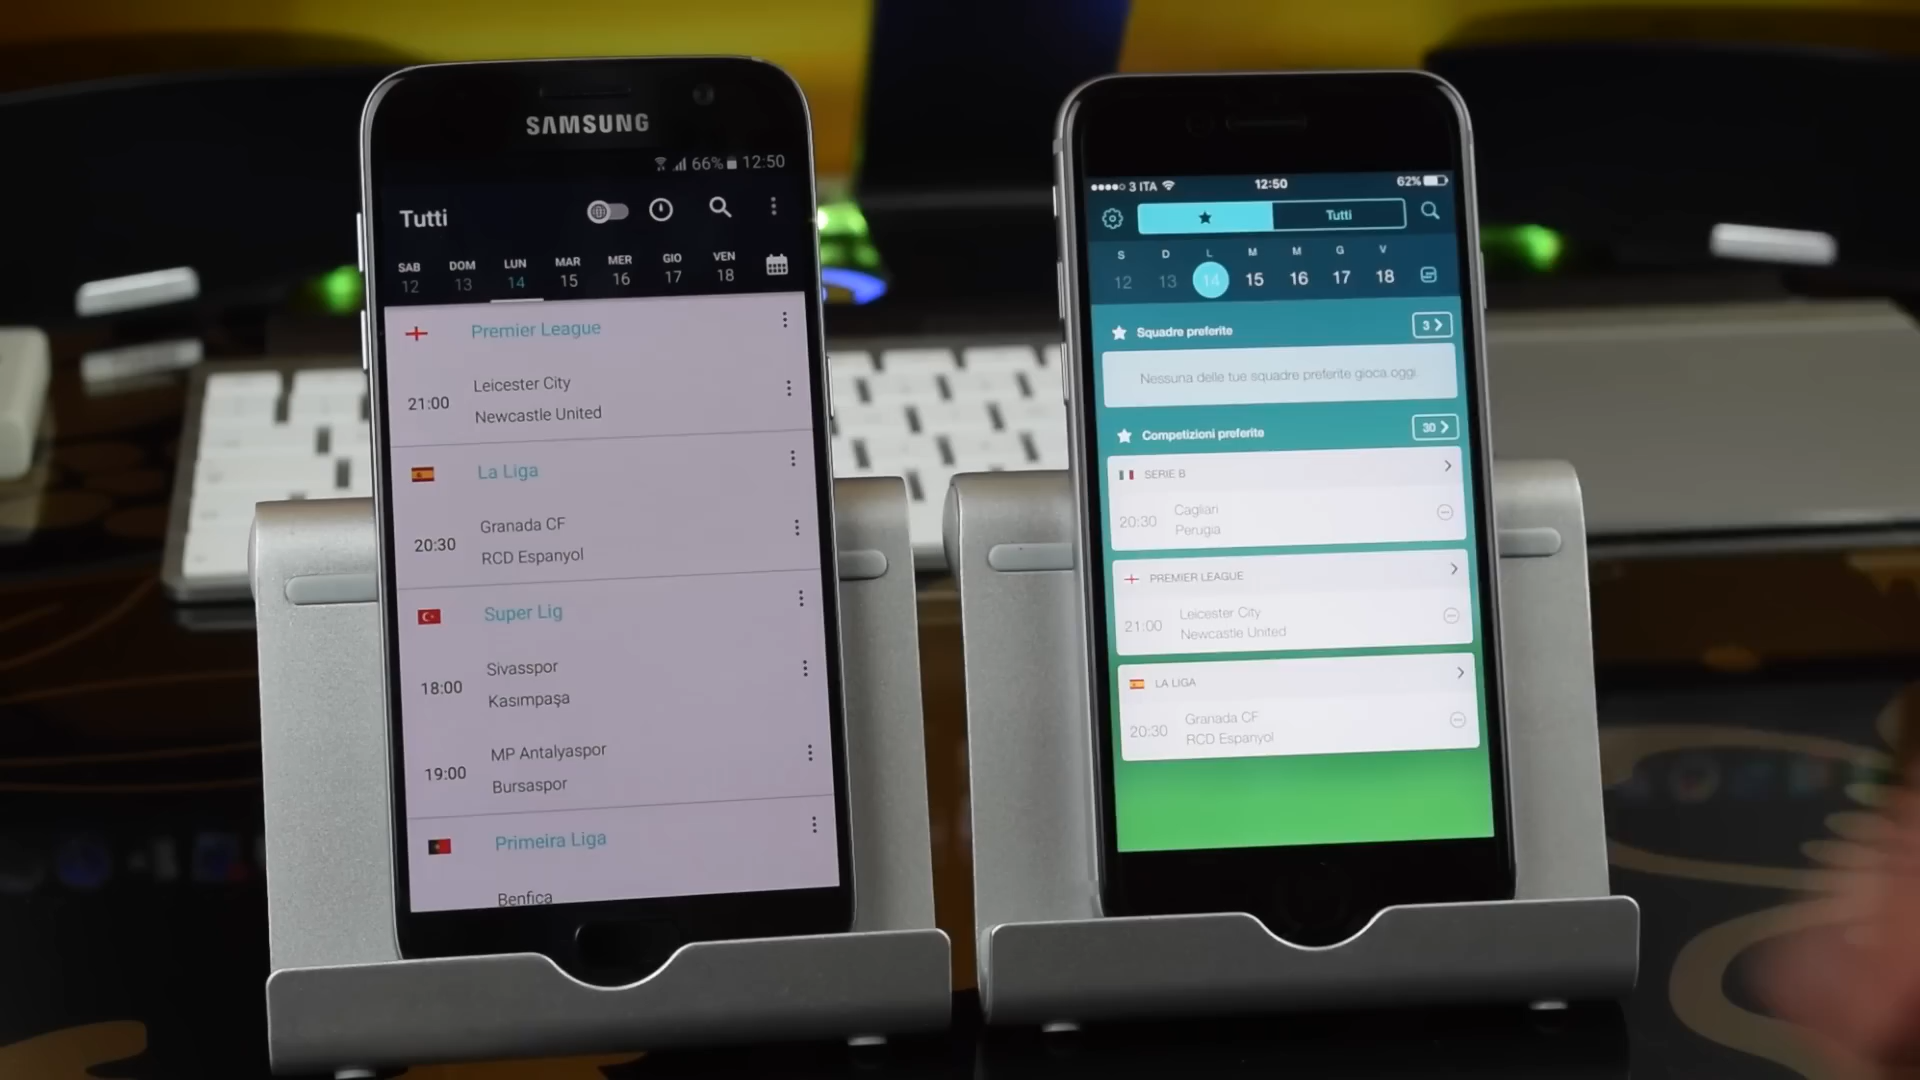 SAMSUNG
66% 12:50
Tutti
SAB DOM LUN MAR MER GIO VEN
12 13 14 15 16 17 18
Premier League
21:00
Leicester City
Newcastle United
La Liga
20:30
Granada CF
RCD Espanyol
Super Lig
18:00
Sivasspor
Kasımpaşa
19:00
MP Antalyaspor
Bursaspor
Primeira Liga
Benfica
3 ITA 12:50 62%
Tutti
S D L M M G V
12 13 14 15 16 17 18
Squadre preferite 3
Nessuna delle tue squadre preferite gioca oggi.
Competizioni preferite 30
SERIE B
20:30
Cagliari
Perugia
PREMIER LEAGUE
21:00
Leicester City
Newcastle United
LA LIGA
20:30
Granada CF
RCD Espanyol